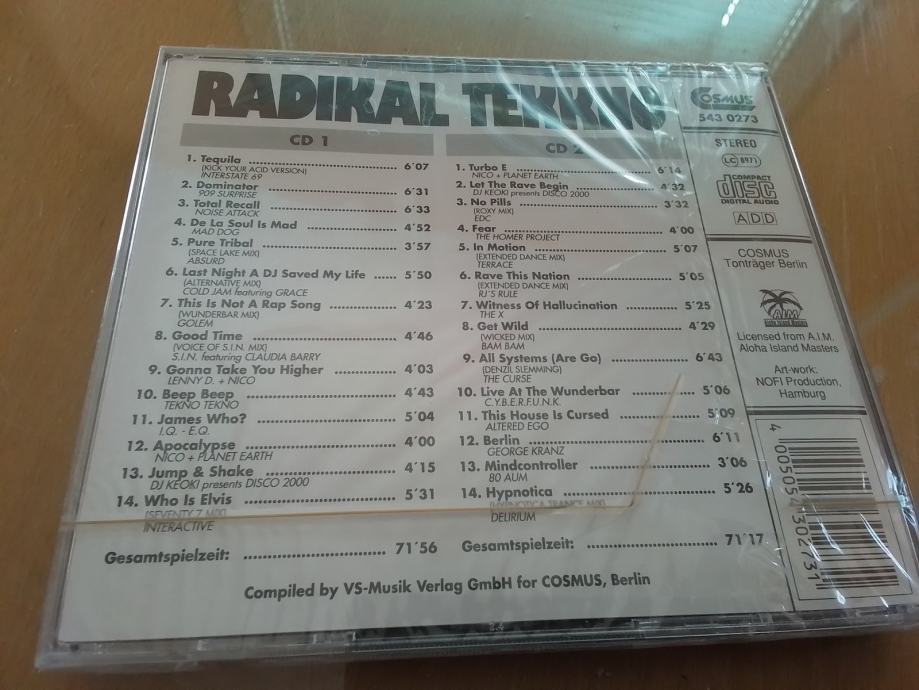 RADIKAL TEKKNO
CD 1
1. Tequila 6'07
(KICK YOUR ACID VERSION)
INTERSTATE 69
2. Dominator 6'31
909 SURPRISE
3. Total Recall 6'33
NOISE ATTACK
4. De La Soul Is Mad 4'52
MAD DOG
5. Pure Tribal 3'57
(SPACE LAKE MIX)
ABSURD
6. Last Night A DJ Saved My Life 5'50
(ALTERNATIVE MIX)
COLD JAM featuring GRACE
7. This Is Not A Rap Song 4'23
(WUNDERBAR MIX)
GOLEM
8. Good Time 4'46
(VOICE OF S.I.N. MIX)
S.I.N. featuring CLAUDIA BARRY
9. Gonna Take You Higher 4'03
LENNY D. + NICO
10. Beep Beep 4'43
TEKNO TEKNO
11. James Who? 5'04
I.Q. - E.Q.
12. Apocalypse 4'00
NICO + PLANET EARTH
13. Jump & Shake 4'15
DJ KEOKI presents DISCO 2000
14. Who Is Elvis 5'31
(SEVENTY 7 MIX)
INTERACTIVE
Gesamtspielzeit: 71'56
CD 2
1. Turbo E 6'14
NICO + PLANET EARTH
2. Let The Rave Begin 4'32
DJ KEOKI presents DISCO 2000
3. No Pills 3'32
(ROXY MIX)
EDC
4. Fear 4'00
THE HOMER PROJECT
5. In Motion 5'07
(EXTENDED DANCE MIX)
TERRACE
6. Rave This Nation 5'05
(EXTENDED DANCE MIX)
RJ'S RULE
7. Witness Of Hallucination 5'25
THE X
8. Get Wild 4'29
(WICKED MIX)
BAM BAM
9. All Systems (Are Go) 6'43
(DENZIL SLEMMING)
THE CURSE
10. Live At The Wunderbar 5'06
C.Y.B.E.R.F.U.N.K.
11. This House Is Cursed 5'09
ALTERED EGO
12. Berlin 6'11
GEORGE KRANZ
13. Mindcontroller 3'06
80 AUM
14. Hypnotica 5'26
(HYPNOTICA TRANCE MIX)
DELIRIUM
Gesamtspielzeit: 71'17
Compiled by VS-Musik Verlag GmbH for COSMUS, Berlin
COSMUS
543 0273
STEREO
LC 8971
COMPACT
disc
DIGITAL AUDIO
ADD
COSMUS
Tonträger Berlin
AIM
Aloha Island Masters
Licensed from A.I.M.
Aloha Island Masters
Art-work:
NOFI Production,
Hamburg
4 005054 302731